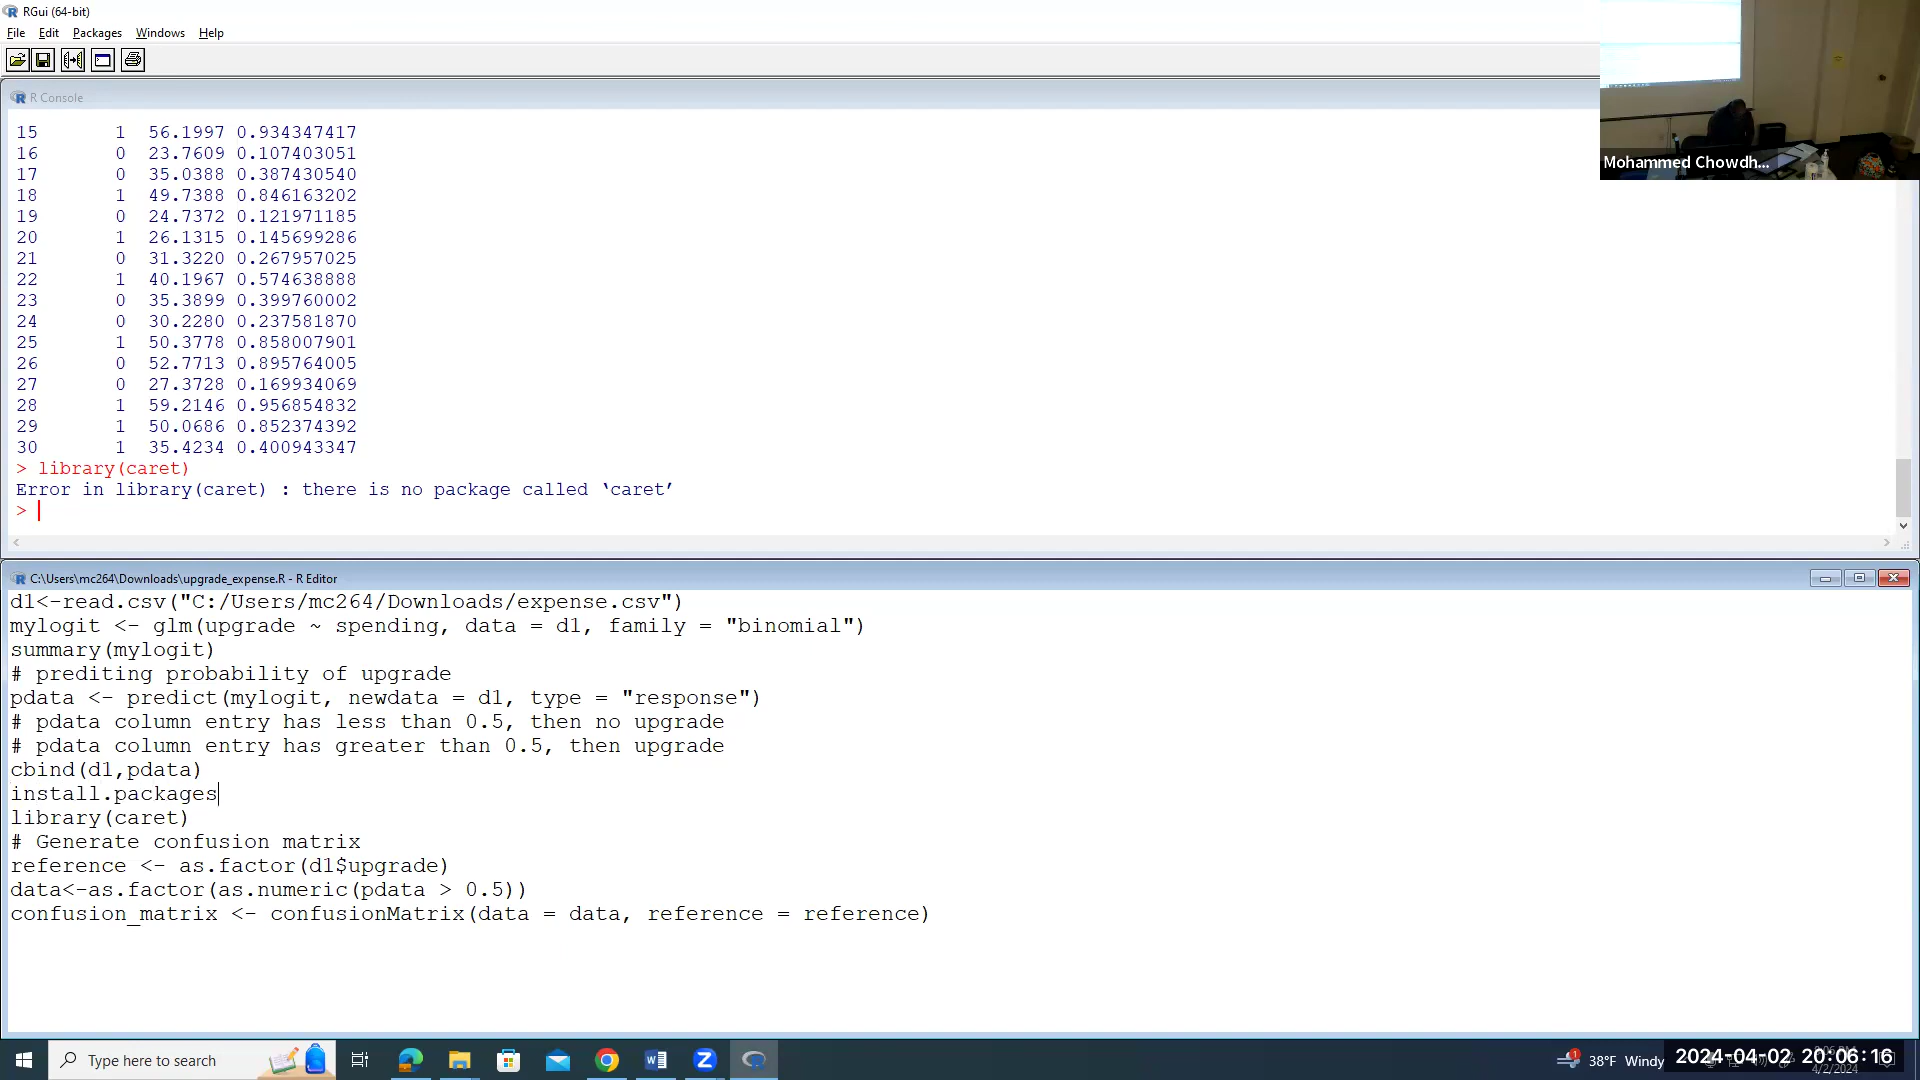 RGui (64-bit)
File Edit Packages Windows Help
R Console
15 1 56.1997 0.934347417
16 0 23.7609 0.107403051
17 0 35.0388 0.387430540
18 1 49.7388 0.846163202
19 0 24.7372 0.121971185
20 1 26.1315 0.145699286
21 0 31.3220 0.267957025
22 1 40.1967 0.574638888
23 0 35.3899 0.399760002
24 0 30.2280 0.237581870
25 1 50.3778 0.858007901
26 0 52.7713 0.895764005
27 0 27.3728 0.169934069
28 1 59.2146 0.956854832
29 1 50.0686 0.852374392
30 1 35.4234 0.400943347
> library(caret)
Error in library(caret) : there is no package called ‘caret’
>
Mohammed Chowdh...
C:\Users\mc264\Downloads\upgrade_expense.R - R Editor
d1<-read.csv("C:/Users/mc264/Downloads/expense.csv")
mylogit <- glm(upgrade ~ spending, data = d1, family = "binomial")
summary(mylogit)
# prediting probability of upgrade
pdata <- predict(mylogit, newdata = d1, type = "response")
# pdata column entry has less than 0.5, then no upgrade
# pdata column entry has greater than 0.5, then upgrade
cbind(d1,pdata)
install.packages
library(caret)
# Generate confusion matrix
reference <- as.factor(d1$upgrade)
data<-as.factor(as.numeric(pdata > 0.5))
confusion_matrix <- confusionMatrix(data = data, reference = reference)
Type here to search
1
38°F Windy
2024-04-02 20:06:16
4/2/2024